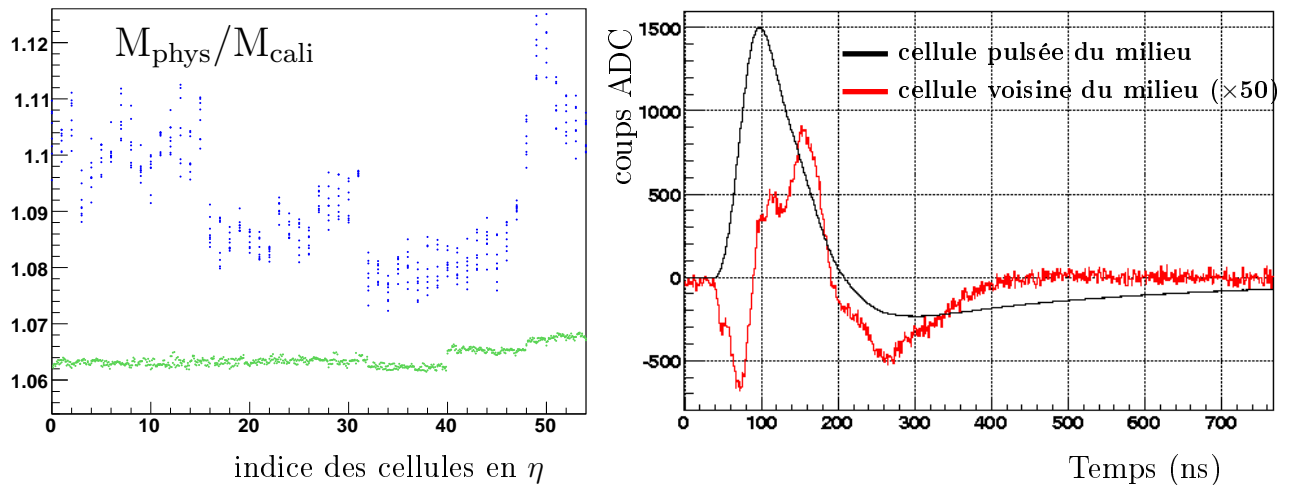 M_phys/M_cali
1.12
1.11
1.1
1.09
1.08
1.07
1.06
0 10 20 30 40 50
indice des cellules en η
coups ADC
1500
1000
500
0
-500
cellule pulsée du milieu
cellule voisine du milieu (×50)
0 100 200 300 400 500 600 700
Temps (ns)